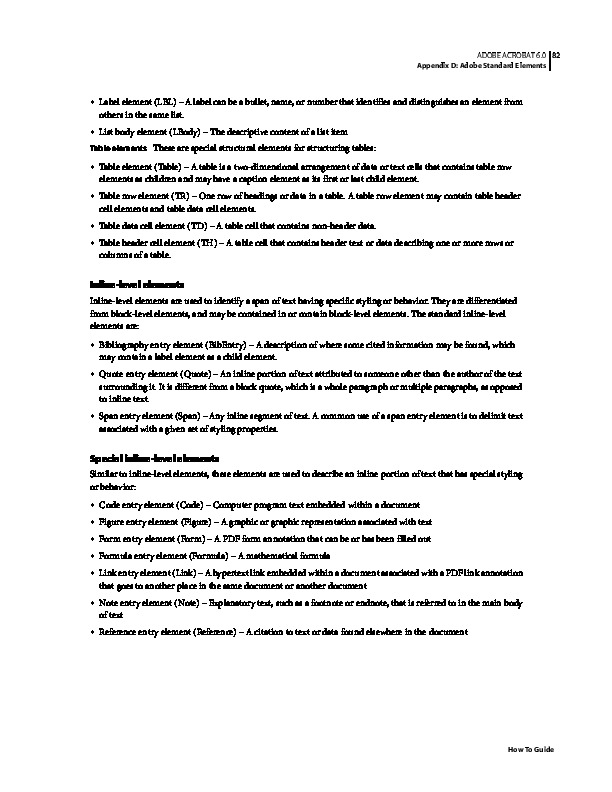 ADOBE ACROBAT 6.0 82
Appendix D: Adobe Standard Elements
• Label element (LBL) – A label can be a bullet, name, or number that identifies and distinguishes an element from
others in the same list.
• List body element (LBody) – The descriptive content of a list item
Table elements These are special structural elements for structuring tables:
• Table element (Table) – A table is a two-dimensional arrangement of data or text cells that contains table row
elements as children and may have a caption element as its first or last child element.
• Table row element (TR) – One row of headings or data in a table. A table row element may contain table header
cell elements and table data cell elements.
• Table data cell element (TD) – A table cell that contains non-header data.
• Table header cell element (TH) – A table cell that contains header text or data describing one or more rows or
columns of a table.
Inline-level elements
Inline-level elements are used to identify a span of text having specific styling or behavior. They are differentiated
from block-level elements, and may be contained in or contain block-level elements. The standard inline-level
elements are:
• Bibliography entry element (BibEntry) – A description of where some cited information may be found, which
may contain a label element as a child element.
• Quote entry element (Quote) – An inline portion of text attributed to someone other than the author of the text
surrounding it. It is different from a block quote, which is a whole paragraph or multiple paragraphs, as opposed
to inline text.
• Span entry element (Span) – Any inline segment of text. A common use of a span entry element is to delimit text
associated with a given set of styling properties.
Special inline-level elements
Similar to inline-level elements, these elements are used to describe an inline portion of text that has special styling
or behavior:
• Code entry element (Code) – Computer program text embedded within a document
• Figure entry element (Figure) – A graphic or graphic representation associated with text
• Form entry element (Form) – A PDF form annotation that can be or has been filled out
• Formula entry element (Formula) – A mathematical formula
• Link entry element (Link) – A hypertext link embedded within a document associated with a PDF link annotation
that goes to another place in the same document or another document
• Note entry element (Note) – Explanatory text, such as a footnote or endnote, that is referred to in the main body
of text
• Reference entry element (Reference) – A citation to text or data found elsewhere in the document
How To Guide